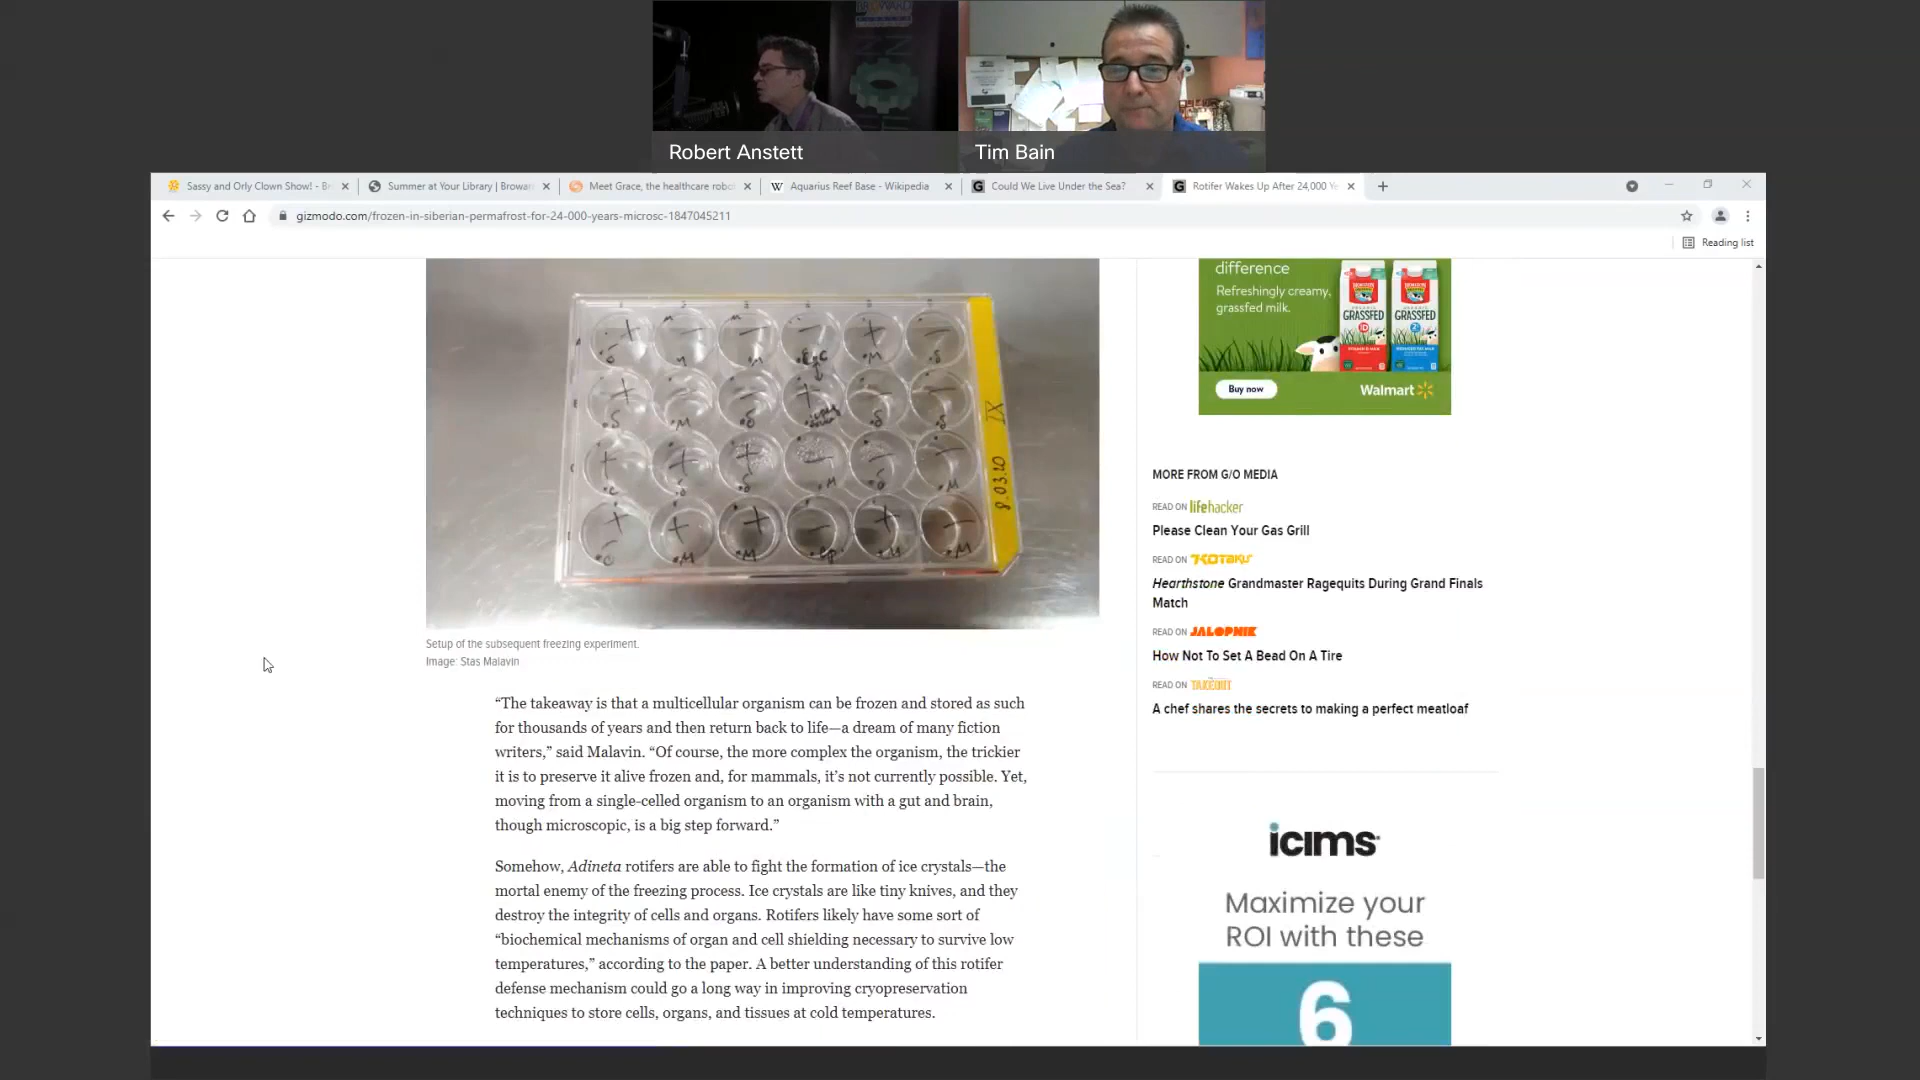 BROWARD
Robert Anstett
Tim Bain
Sassy and Orly Clown Show! - Br
Summer at Your Library | Browar
Meet Grace, the healthcare robo
Aquarius Reef Base - Wikipedia
Could We Live Under the Sea?
Rotifer Wakes Up After 24,000 Ye
gizmodo.com/frozen-in-siberian-permafrost-for-24-000-years-microsc-1847045211
Reading list
8.03.20 IX
Setup of the subsequent freezing experiment.
Image: Stas Malavin
“The takeaway is that a multicellular organism can be frozen and stored as such
for thousands of years and then return back to life—a dream of many fiction
writers,” said Malavin. “Of course, the more complex the organism, the trickier
it is to preserve it alive frozen and, for mammals, it’s not currently possible. Yet,
moving from a single-celled organism to an organism with a gut and brain,
though microscopic, is a big step forward.”
Somehow, Adineta rotifers are able to fight the formation of ice crystals—the
mortal enemy of the freezing process. Ice crystals are like tiny knives, and they
destroy the integrity of cells and organs. Rotifers likely have some sort of
“biochemical mechanisms of organ and cell shielding necessary to survive low
temperatures,” according to the paper. A better understanding of this rotifer
defense mechanism could go a long way in improving cryopreservation
techniques to store cells, organs, and tissues at cold temperatures.
difference
Refreshingly creamy,
grassfed milk.
GRASSFED
GRASSFED
Buy now
Walmart
MORE FROM G/O MEDIA
READ ON lifehacker
Please Clean Your Gas Grill
READ ON KOTAKU
Hearthstone Grandmaster Ragequits During Grand Finals
Match
READ ON JALOPNIK
How Not To Set A Bead On A Tire
READ ON TAKEOUT
A chef shares the secrets to making a perfect meatloaf
icims
Maximize your
ROI with these
6